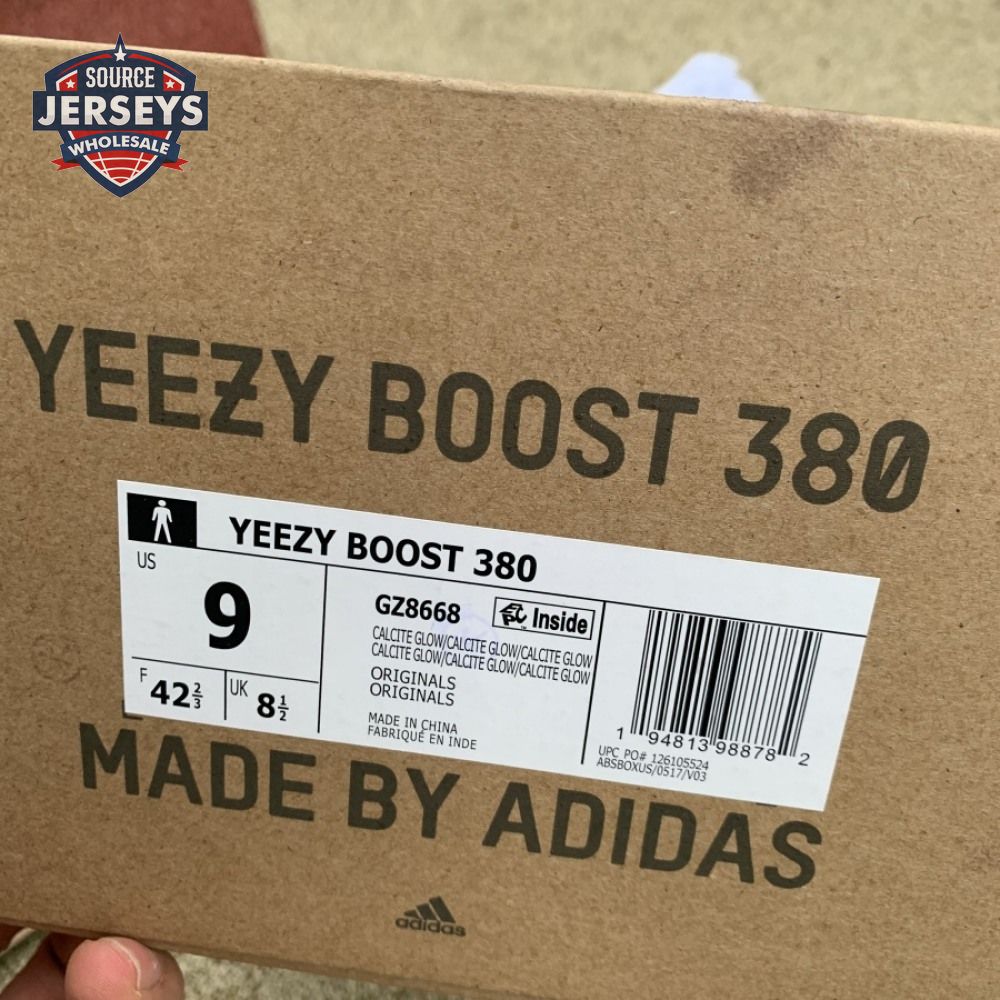 SOURCE
JERSEYS
WHOLESALE
YEEZY BOOST 380
YEEZY BOOST 380
US
9
F 42⅔
UK 8½
GZ8668
EPC Inside
CALCITE GLOW/CALCITE GLOW/CALCITE GLOW
CALCITE GLOW/CALCITE GLOW/CALCITE GLOW
ORIGINALS
ORIGINALS
MADE IN CHINA
FABRIQUÉ EN INDE
1 94813 98878 2
UPC PO# 126105524
ABSBOXUS/0517/V03
MADE BY ADIDAS
adidas